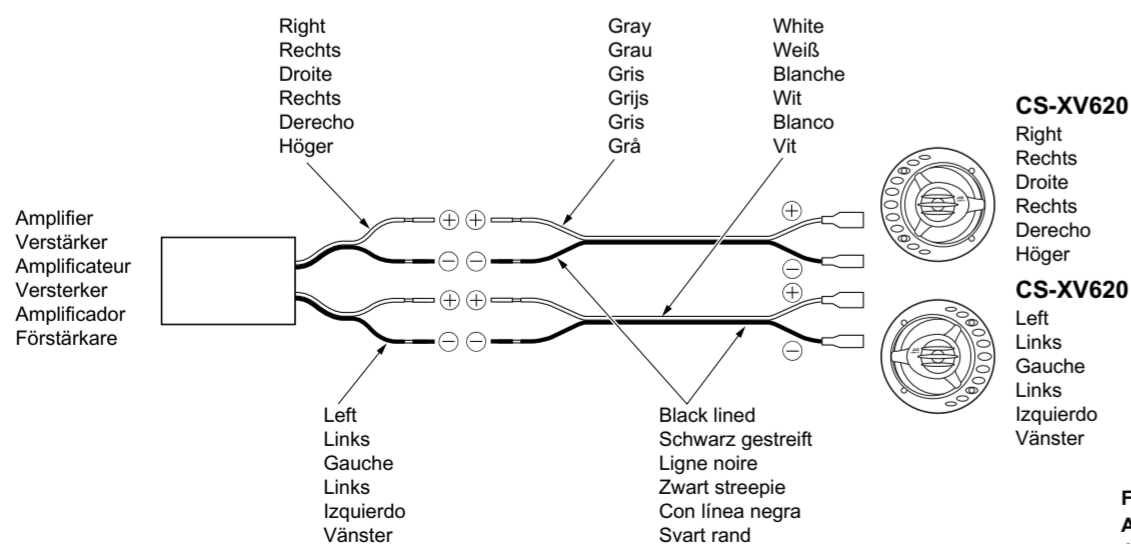 Right
Rechts
Droite
Rechts
Derecho
Höger
Gray
Grau
Gris
Grijs
Gris
Grå
White
Weiß
Blanche
Wit
Blanco
Vit
CS-XV620
Right
Rechts
Droite
Rechts
Derecho
Höger
Amplifier
Verstärker
Amplificateur
Versterker
Amplificador
Förstärkare
+ +
- -
+ +
- -
+
-
+
-
CS-XV620
Left
Links
Gauche
Links
Izquierdo
Vänster
Left
Links
Gauche
Links
Izquierdo
Vänster
Black lined
Schwarz gestreift
Ligne noire
Zwart streepie
Con línea negra
Svart rand
F
A